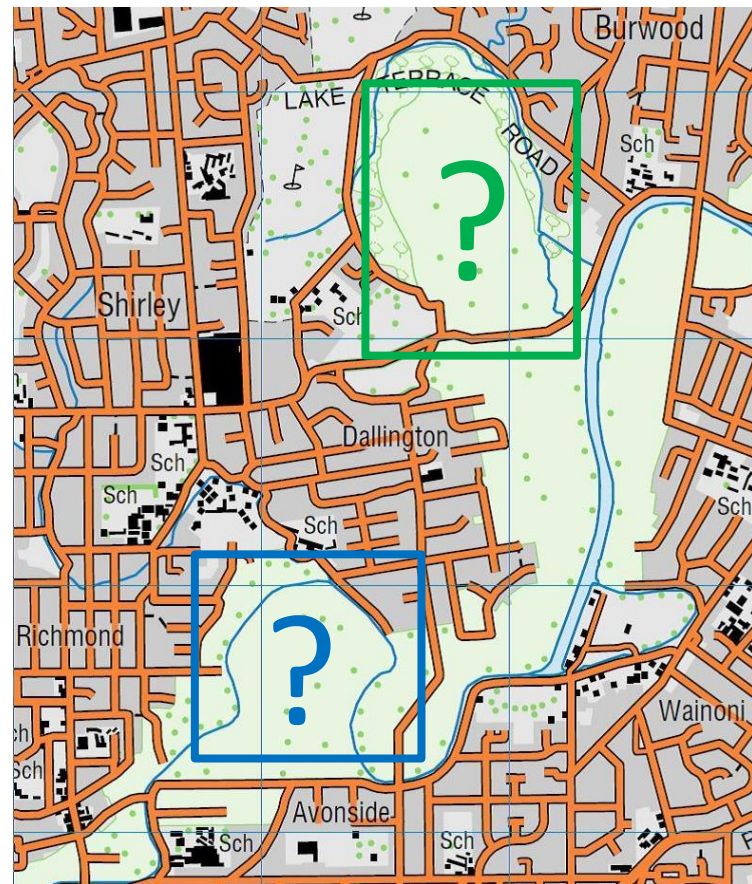 Burwood
LAKE TERRACE ROAD
Sch
?
Shirley
Sch
Dallington
Sch
Sch
Sch
Sch
?
Richmond
Wainoni
Sch
Avonside
Sch
Sch